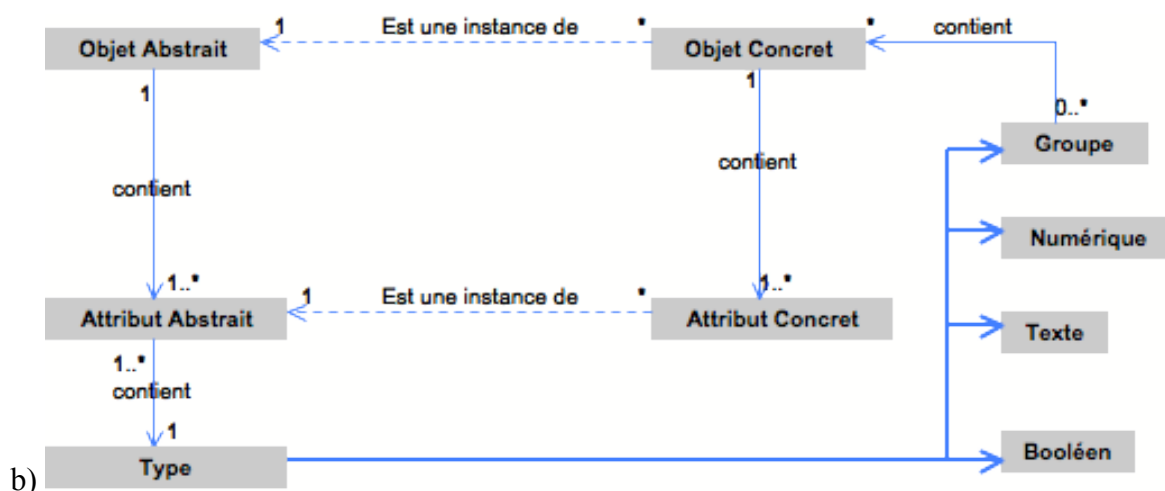 1 Est une instance de * * contient
Objet Abstrait Objet Concret
1 1
0..*
Groupe
contient contient
Numérique
1..* 1 Est une instance de * 1..*
Attribut Abstrait Attribut Concret
Texte
1..*
contient
1
Booléen
Type
b)